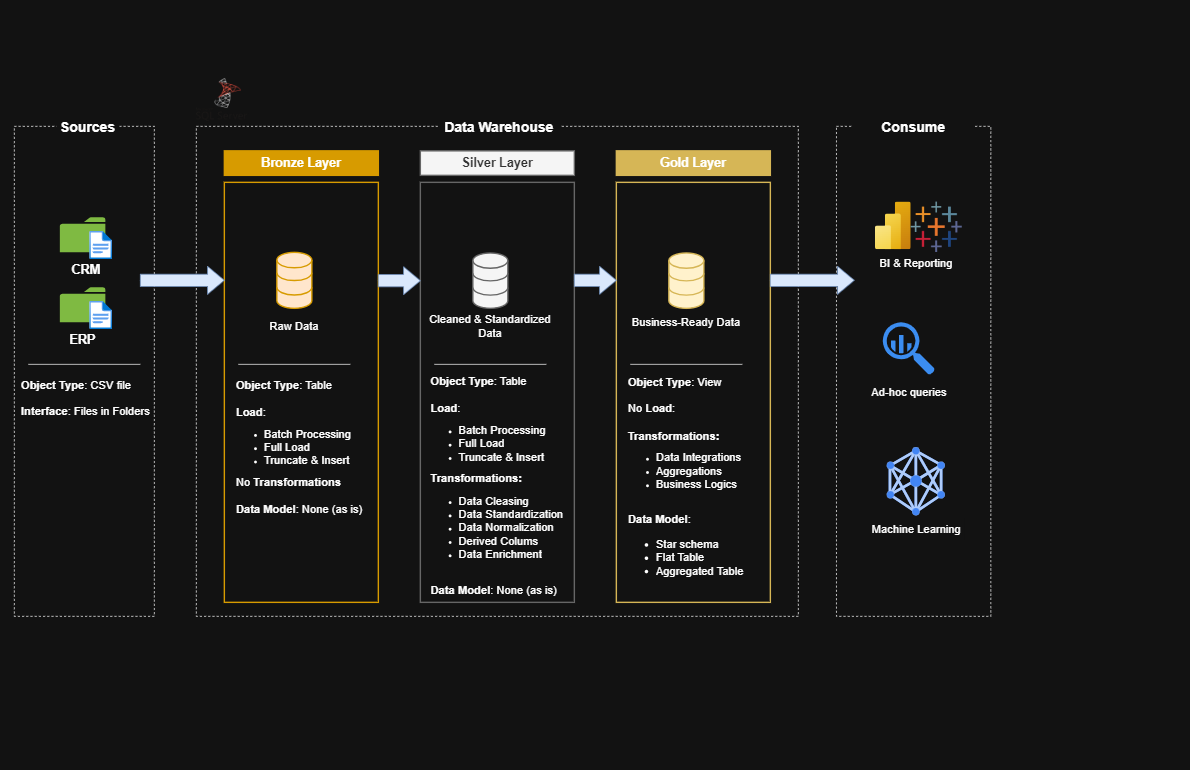 Sources
CRM
ERP
Object Type: CSV file
Interface: Files in Folders
Data Warehouse
Bronze Layer
Raw Data
Object Type: Table
Load:
• Batch Processing
• Full Load
• Truncate & Insert
No Transformations
Data Model: None (as is)
Silver Layer
Cleaned & Standardized
Data
Object Type: Table
Load:
• Batch Processing
• Full Load
• Truncate & Insert
Transformations:
• Data Cleasing
• Data Standardization
• Data Normalization
• Derived Colums
• Data Enrichment
Data Model: None (as is)
Gold Layer
Business-Ready Data
Object Type: View
No Load:
Transformations:
• Data Integrations
• Aggregations
• Business Logics
Data Model:
• Star schema
• Flat Table
• Aggregated Table
Consume
BI & Reporting
Ad-hoc queries
Machine Learning